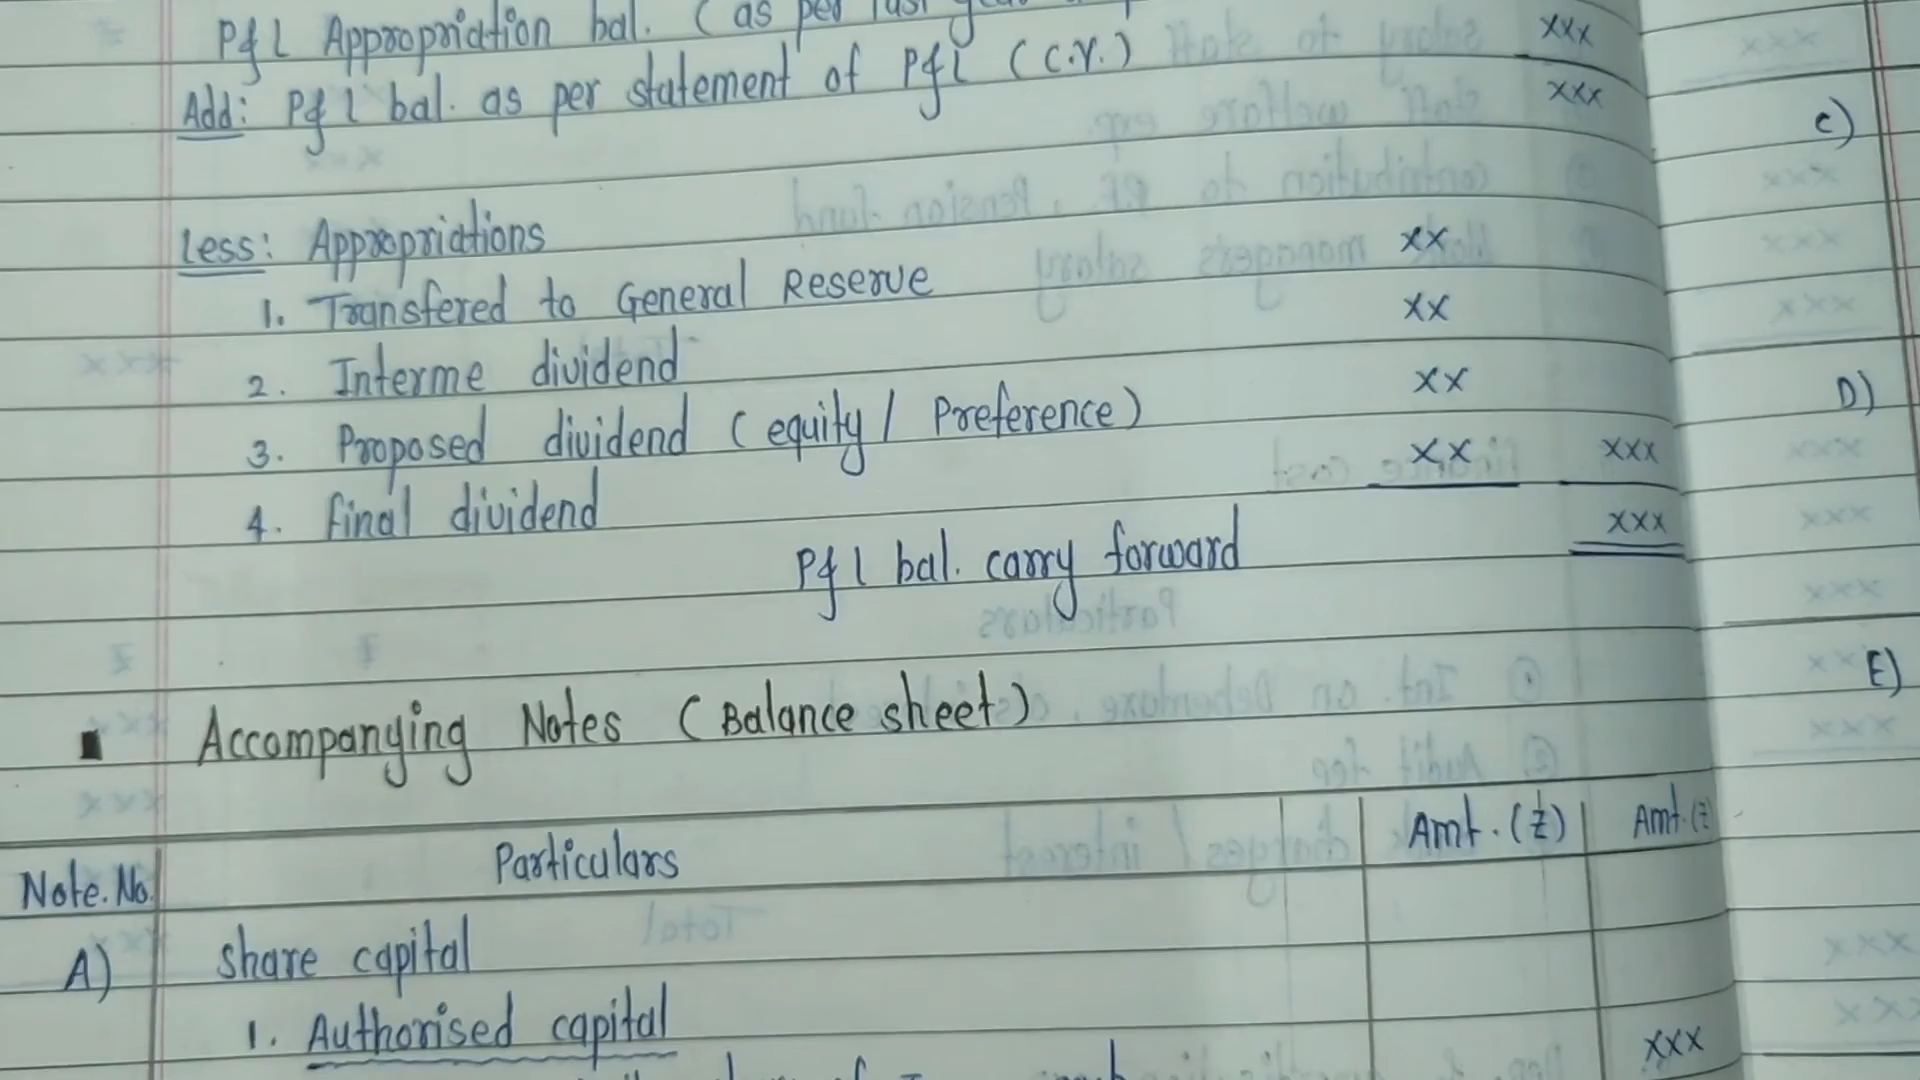 P&L Appropriation bal. (as per last year xxx
Add: P&L bal. as per statement of P&L (C.Y.) xxx
Less: Appropriations
1. Transfered to General Reserve xx
2. Interme dividend xx
3. Proposed dividend (equity / Preference) xx
4. final dividend xx xxx
P&L bal. carry forward xxx
C)
D)
E)
Accompanying Notes (Balance sheet)
Note. No. Particulars Amt. (₹) Amt. (₹)
A) share capital
1. Authorised capital
xxx